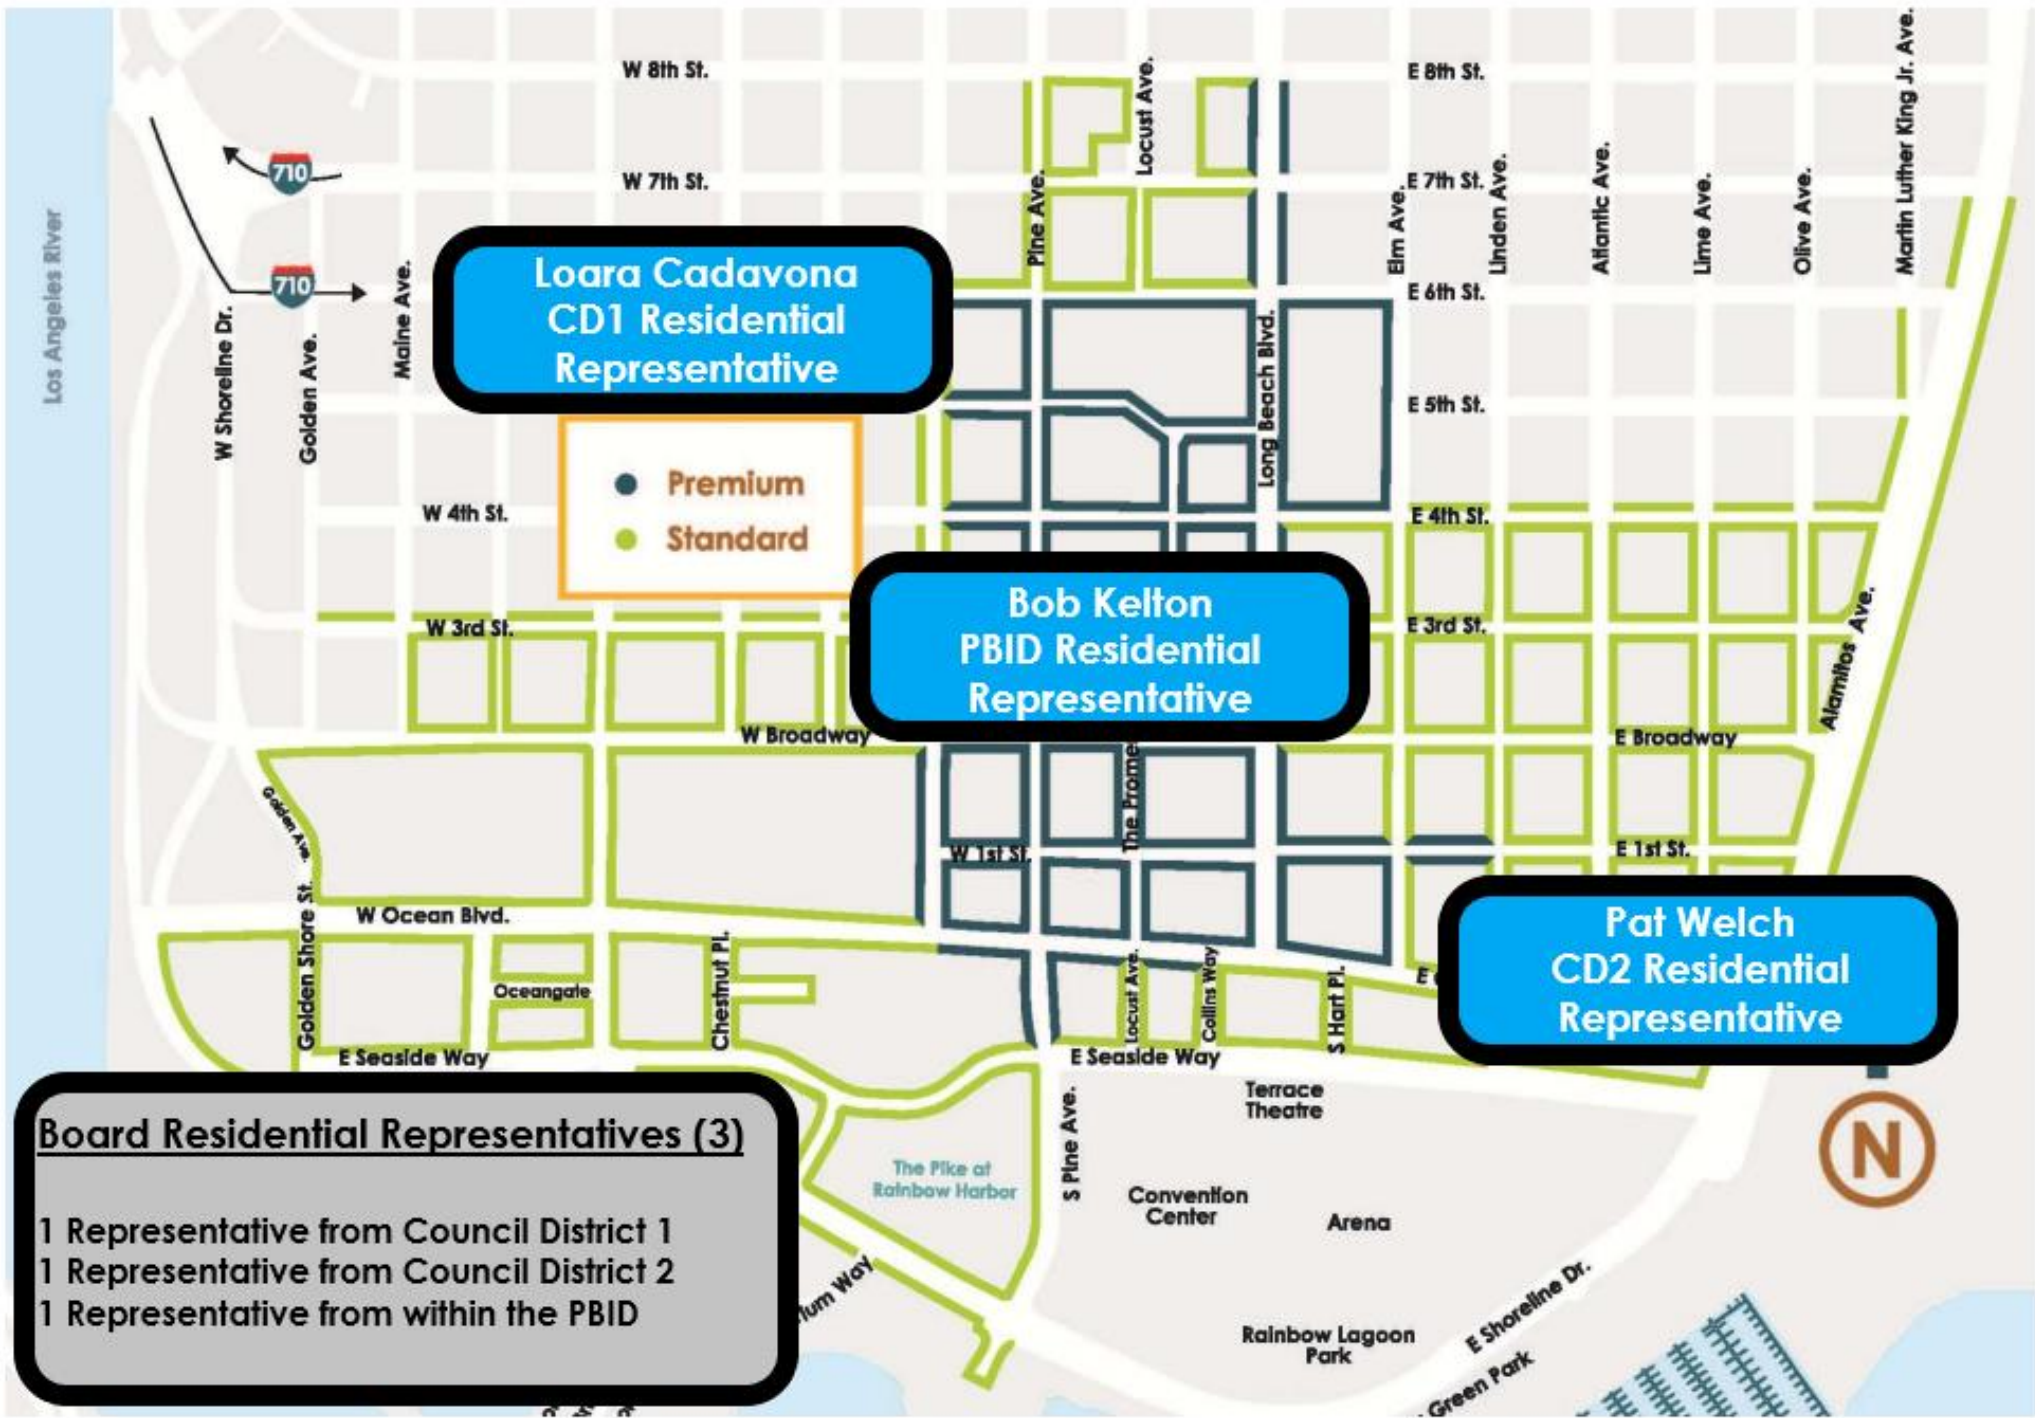 W 8th St.
E 8th St.
Locust Ave.
Martin Luther King Jr. Ave.
710
W 7th St.
E 7th St.
Pine Ave.
Elm Ave.
Linden Ave.
Atlantic Ave.
Lime Ave.
Olive Ave.
Los Angeles River
710
Loara Cadavona
CD1 Residential
Representative
W Shoreline Dr.
Golden Ave.
Maine Ave.
E 6th St.
Long Beach Blvd.
E 5th St.
Premium
Standard
W 4th St.
E 4th St.
Bob Kelton
PBID Residential
Representative
W 3rd St.
E 3rd St.
Alamitos Ave.
W Broadway
E Broadway
Golden Ave.
The
W 1st St.
E 1st St.
Pat Welch
CD2 Residential
Representative
W Ocean Blvd.
E
Golden Shore St.
Oceangate
Chestnut Pl.
Locust Ave.
Collins Way
S Hart Pl.
E Seaside Way
E Seaside Way
Terrace
Theatre
N
Board Residential Representatives (3)
1 Representative from Council District 1
1 Representative from Council District 2
1 Representative from within the PBID
The Pike at
Rainbow Harbor
S Pine Ave.
Convention
Center
Arena
Way
Rainbow Lagoon
Park
E Shoreline Dr.
Green Park